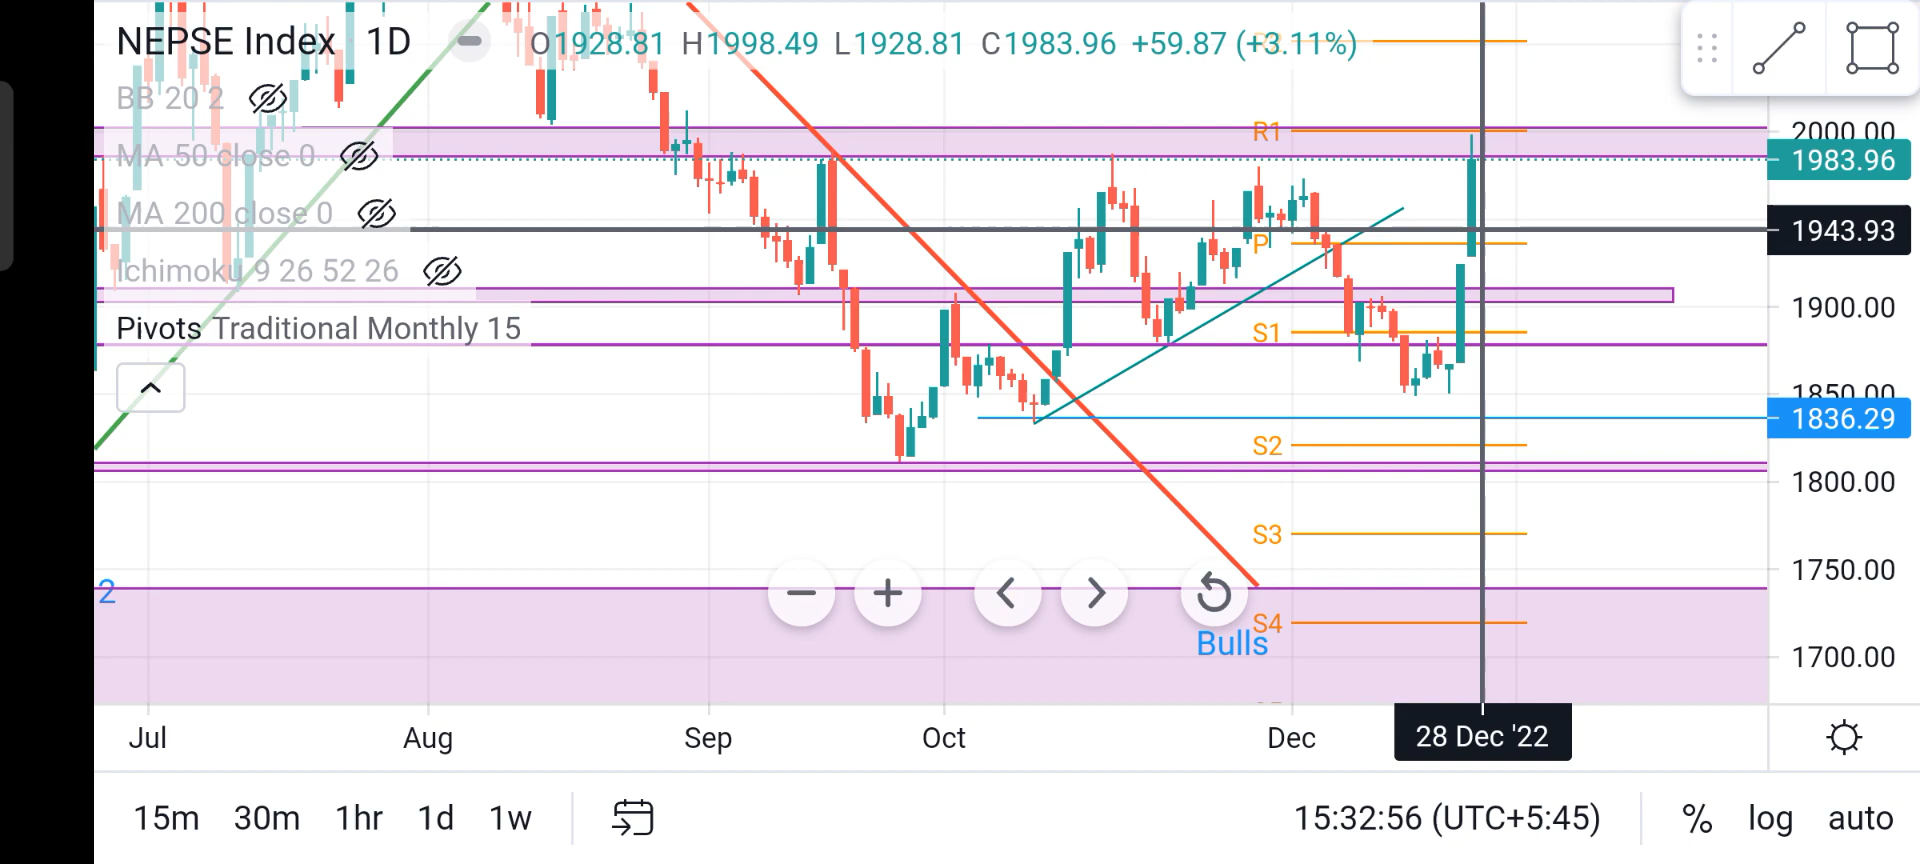 NEPSE Index 1D O1928.81 H1998.49 L1928.81 C1983.96 +59.87 (+3.11%)
BB 20 2
MA 50 close 0
MA 200 close 0
Ichimoku 9 26 52 26
Pivots Traditional Monthly 15
R1
P
S1
S2
S3
S4
2
Bulls
2000.00
1983.96
1943.93
1900.00
1850.00
1836.29
1800.00
1750.00
1700.00
Jul Aug Sep Oct Dec 28 Dec '22
15m 30m 1hr 1d 1w 15:32:56 (UTC+5:45) % log auto